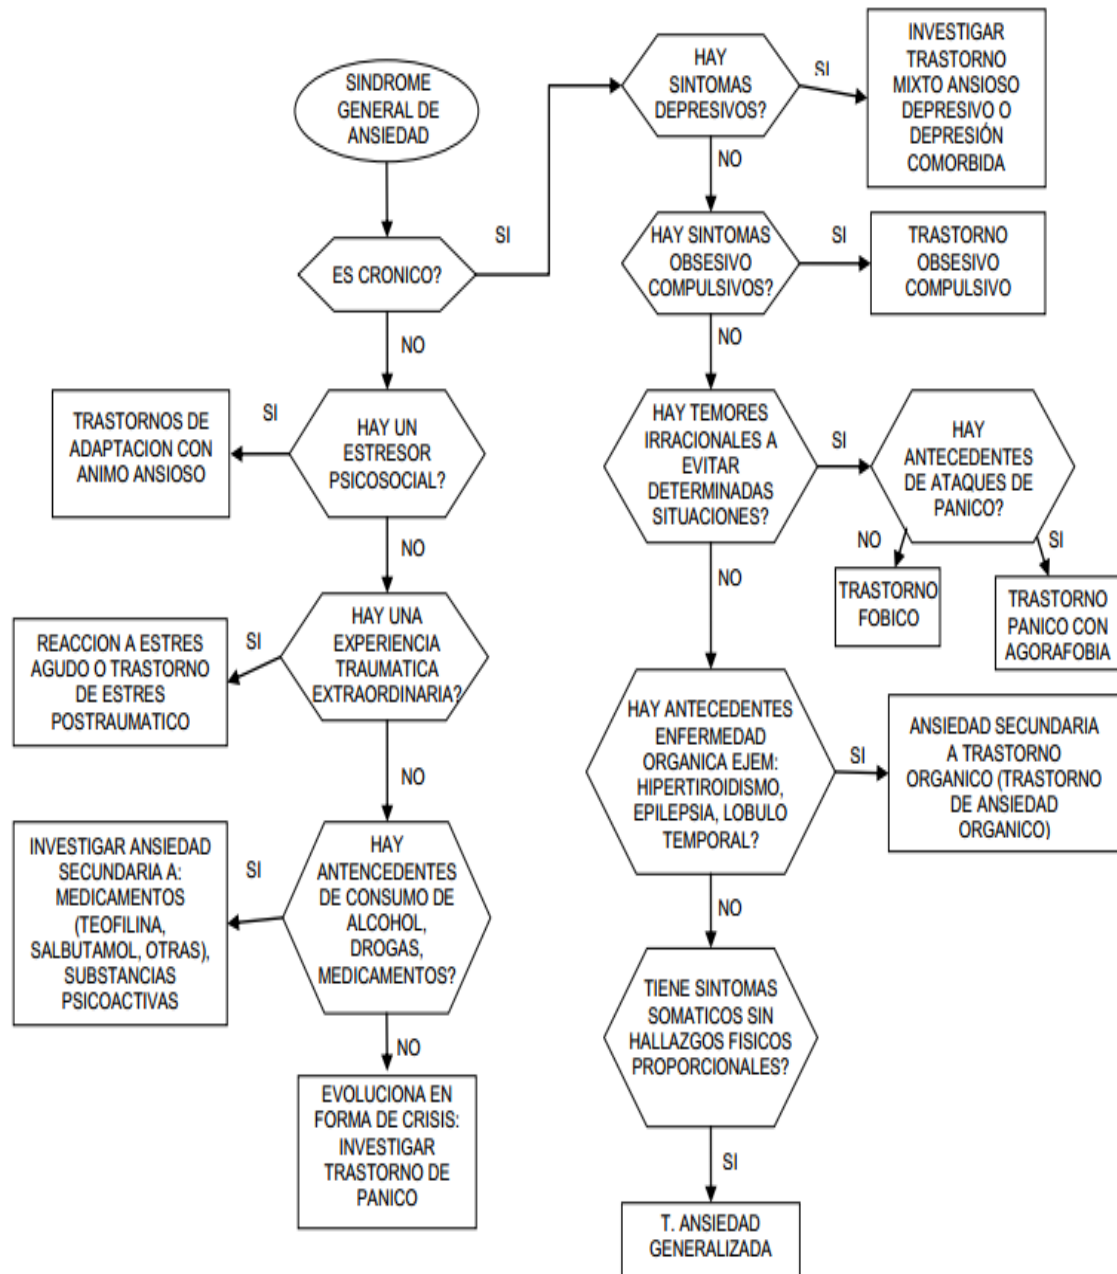 SINDROME
GENERAL DE
ANSIEDAD
ES CRONICO?
SI
NO
HAY UN
ESTRESOR
PSICOSOCIAL?
SI
TRASTORNOS DE
ADAPTACION CON
ANIMO ANSIOSO
NO
HAY UNA
EXPERIENCIA
TRAUMATICA
EXTRAORDINARIA?
SI
REACCION A ESTRES
AGUDO O TRASTORNO
DE ESTRES
POSTRAUMATICO
NO
HAY
ANTENCEDENTES
DE CONSUMO DE
ALCOHOL,
DROGAS,
MEDICAMENTOS?
SI
INVESTIGAR ANSIEDAD
SECUNDARIA A:
MEDICAMENTOS
(TEOFILINA,
SALBUTAMOL, OTRAS),
SUBSTANCIAS
PSICOACTIVAS
NO
EVOLUCIONA EN
FORMA DE CRISIS:
INVESTIGAR
TRASTORNO DE
PANICO
HAY
SINTOMAS
DEPRESIVOS?
SI
INVESTIGAR
TRASTORNO
MIXTO ANSIOSO
DEPRESIVO O
DEPRESIÓN
COMORBIDA
NO
HAY SINTOMAS
OBSESIVO
COMPULSIVOS?
SI
TRASTORNO
OBSESIVO
COMPULSIVO
NO
HAY TEMORES
IRRACIONALES A
EVITAR
DETERMINADAS
SITUACIONES?
SI
HAY
ANTECEDENTES
DE ATAQUES DE
PANICO?
NO
TRASTORNO
FOBICO
SI
TRASTORNO
PANICO CON
AGORAFOBIA
NO
HAY ANTECEDENTES
ENFERMEDAD
ORGANICA EJEM:
HIPERTIROIDISMO,
EPILEPSIA, LOBULO
TEMPORAL?
SI
ANSIEDAD SECUNDARIA
A TRASTORNO
ORGANICO (TRASTORNO
DE ANSIEDAD
ORGANICO)
NO
TIENE SINTOMAS
SOMATICOS SIN
HALLAZGOS FISICOS
PROPORCIONALES?
SI
T. ANSIEDAD
GENERALIZADA